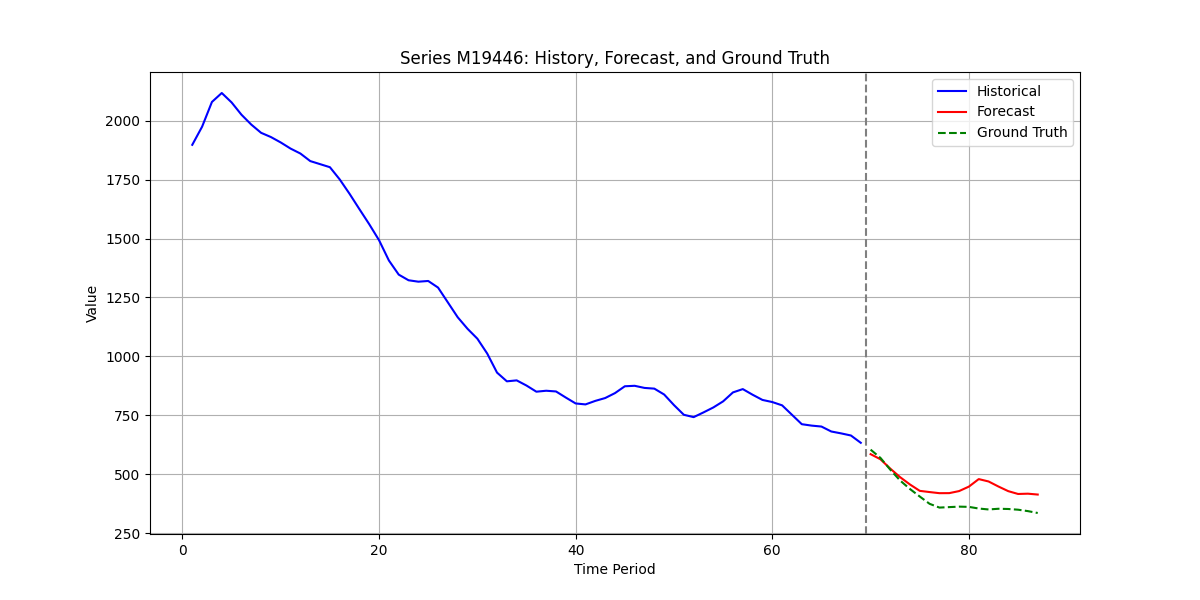 Series M19446: History, Forecast, and Ground Truth
Historical
Forecast
Ground Truth
Value
2000
1750
1500
1250
1000
750
500
250
0 20 40 60 80
Time Period